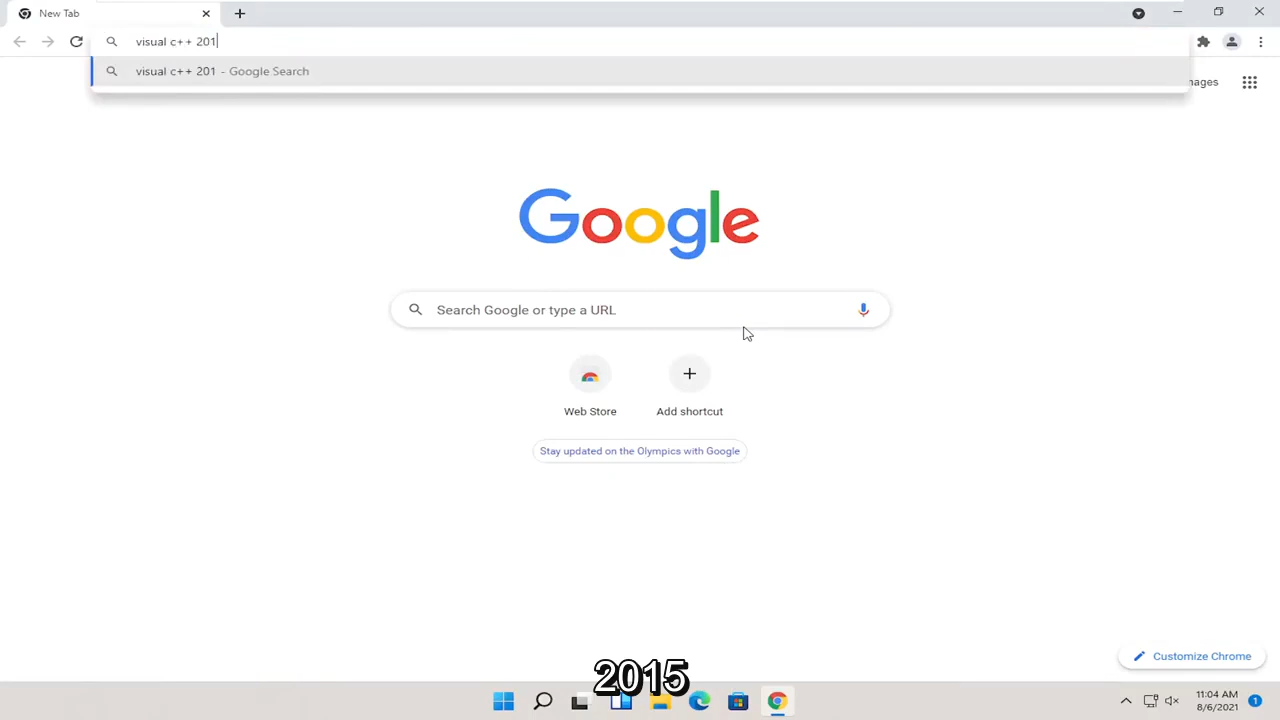 New Tab
visual c++ 201
visual c++ 201 - Google Search
Google
Search Google or type a URL
Web Store
Add shortcut
Stay updated on the Olympics with Google
Customize Chrome
2015
11:04 AM
8/6/2021
1